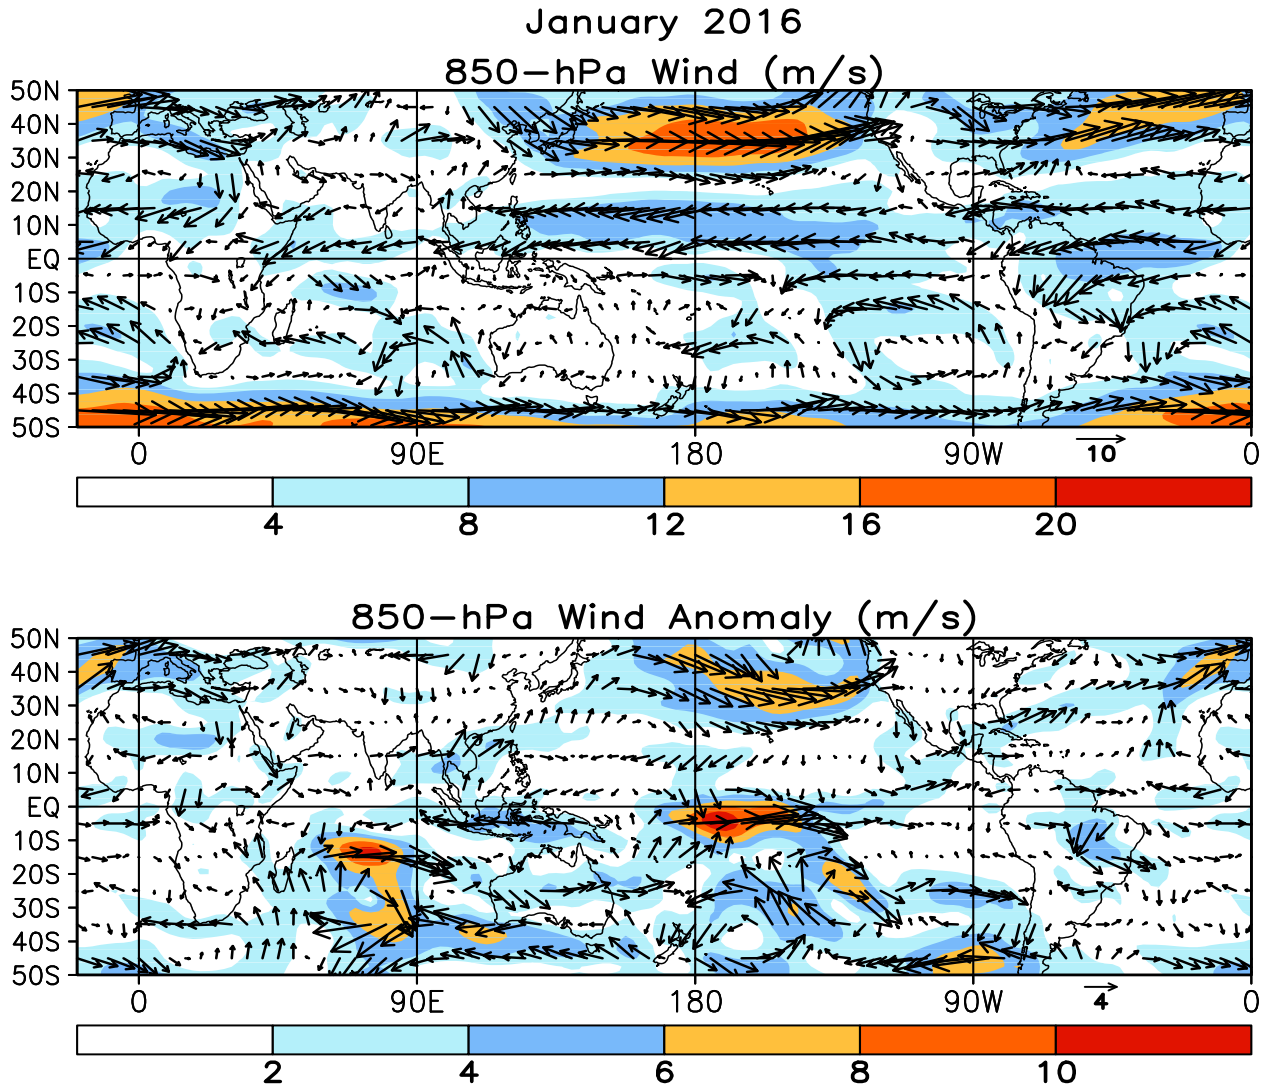 January 2016
850-hPa Wind (m/s)
50N
40N
30N
20N
10N
EQ
10S
20S
30S
40S
50S
0 90E 180 90W 0
10
4 8 12 16 20
850-hPa Wind Anomaly (m/s)
50N
40N
30N
20N
10N
EQ
10S
20S
30S
40S
50S
0 90E 180 90W 0
4
2 4 6 8 10